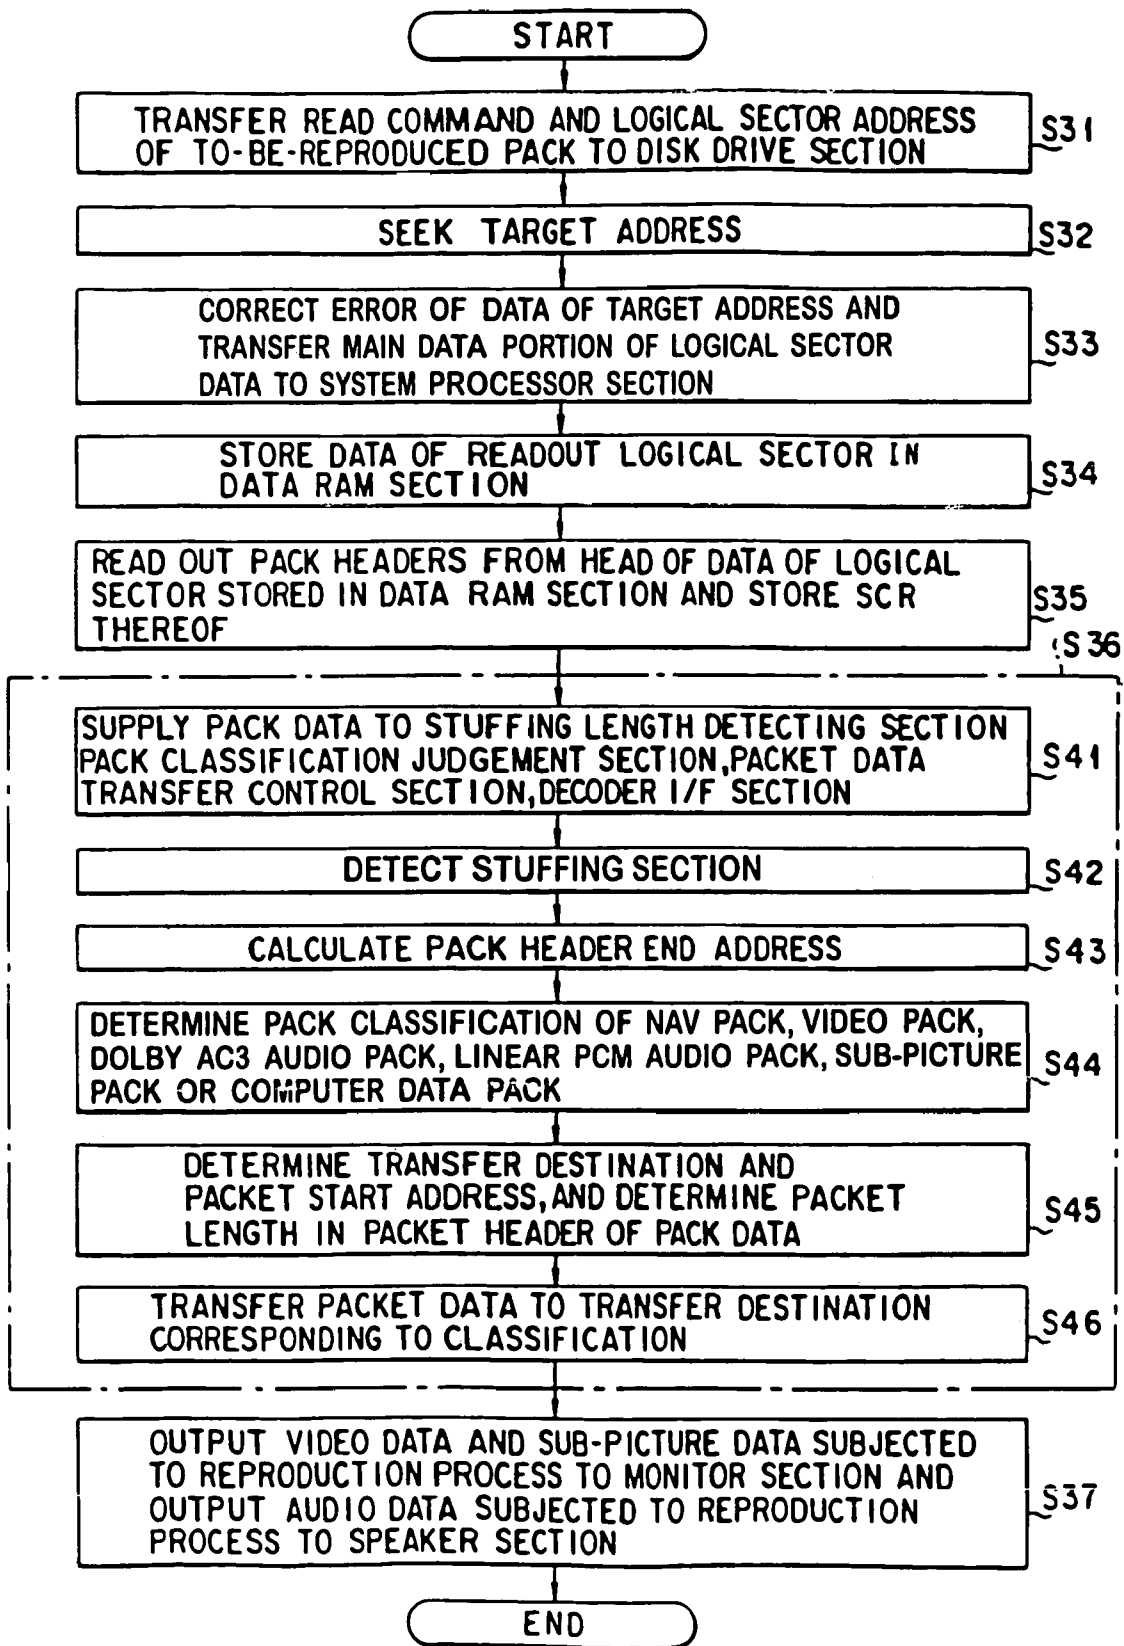 START
TRANSFER READ COMMAND AND LOGICAL SECTOR ADDRESS
OF TO-BE-REPRODUCED PACK TO DISK DRIVE SECTION
S31
SEEK TARGET ADDRESS
S32
CORRECT ERROR OF DATA OF TARGET ADDRESS AND
TRANSFER MAIN DATA PORTION OF LOGICAL SECTOR
DATA TO SYSTEM PROCESSOR SECTION
S33
STORE DATA OF READOUT LOGICAL SECTOR IN
DATA RAM SECTION
S34
READ OUT PACK HEADERS FROM HEAD OF DATA OF LOGICAL
SECTOR STORED IN DATA RAM SECTION AND STORE SCR
THEREOF
S35
S36
SUPPLY PACK DATA TO STUFFING LENGTH DETECTING SECTION
PACK CLASSIFICATION JUDGEMENT SECTION,PACKET DATA
TRANSFER CONTROL SECTION,DECODER I/F SECTION
S41
DETECT STUFFING SECTION
S42
CALCULATE PACK HEADER END ADDRESS
S43
DETERMINE PACK CLASSIFICATION OF NAV PACK, VIDEO PACK,
DOLBY AC3 AUDIO PACK, LINEAR PCM AUDIO PACK, SUB-PICTURE
PACK OR COMPUTER DATA PACK
S44
DETERMINE TRANSFER DESTINATION AND
PACKET START ADDRESS,AND DETERMINE PACKET
LENGTH IN PACKET HEADER OF PACK DATA
S45
TRANSFER PACKET DATA TO TRANSFER DESTINATION
CORRESPONDING TO CLASSIFICATION
S46
OUTPUT VIDEO DATA AND SUB-PICTURE DATA SUBJECTED
TO REPRODUCTION PROCESS TO MONITOR SECTION AND
OUTPUT AUDIO DATA SUBJECTED TO REPRODUCTION
PROCESS TO SPEAKER SECTION
S37
END